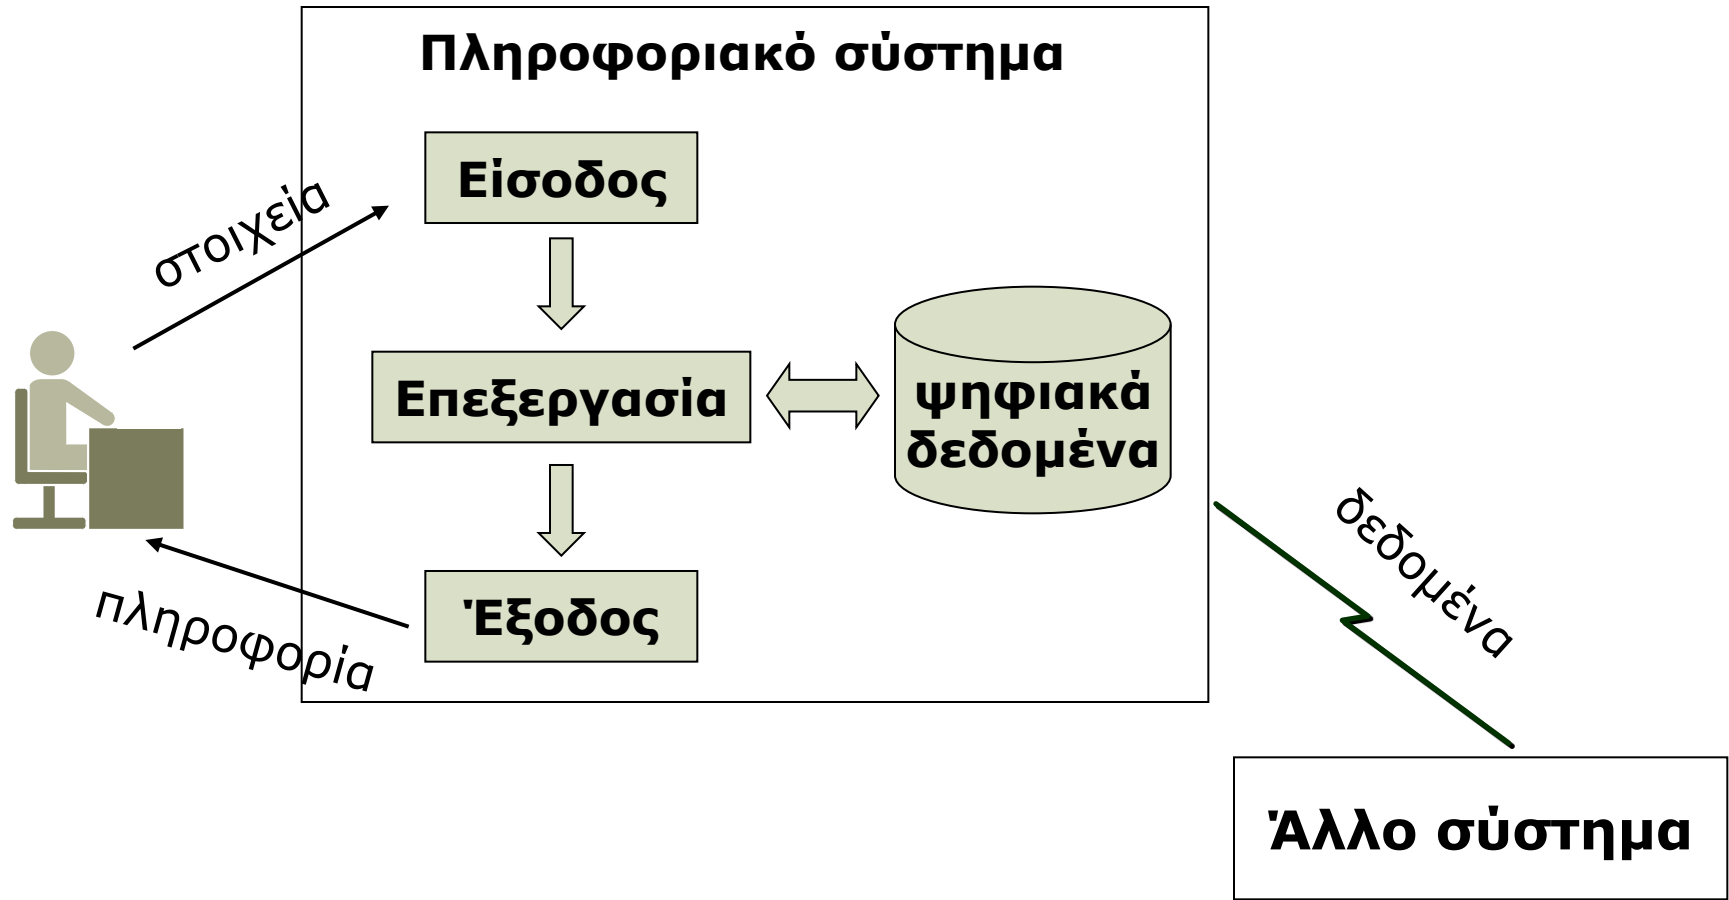 Πληροφοριακό σύστημα
Είσοδος
στοιχεία
Επεξεργασία
ψηφιακά
δεδομένα
Έξοδος
πληροφορία
δεδομένα
Άλλο σύστημα